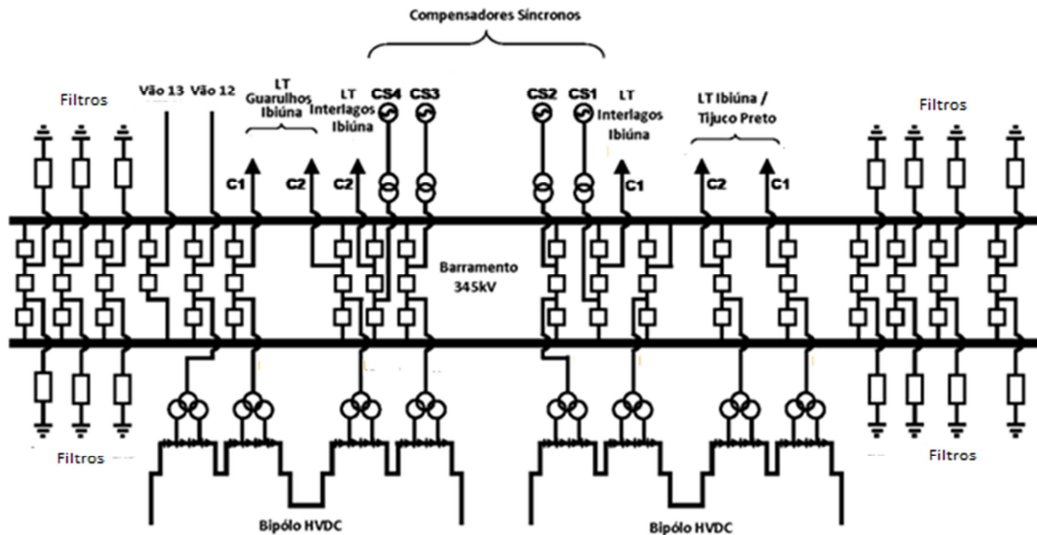 Compensadores Síncronos
Filtros
Vão 13 Vão 12
LT
Guarulhos
Ibiúna
LT
Interlagos
Ibiúna
CS4
CS3
CS2
CS1
LT
Interlagos
Ibiúna
LT Ibiúna /
Tijuco Preto
Filtros
C1
C2
C2
C1
C2
C1
Barramento
345kV
Filtros
Filtros
Bipólo HVDC
Bipólo HVDC